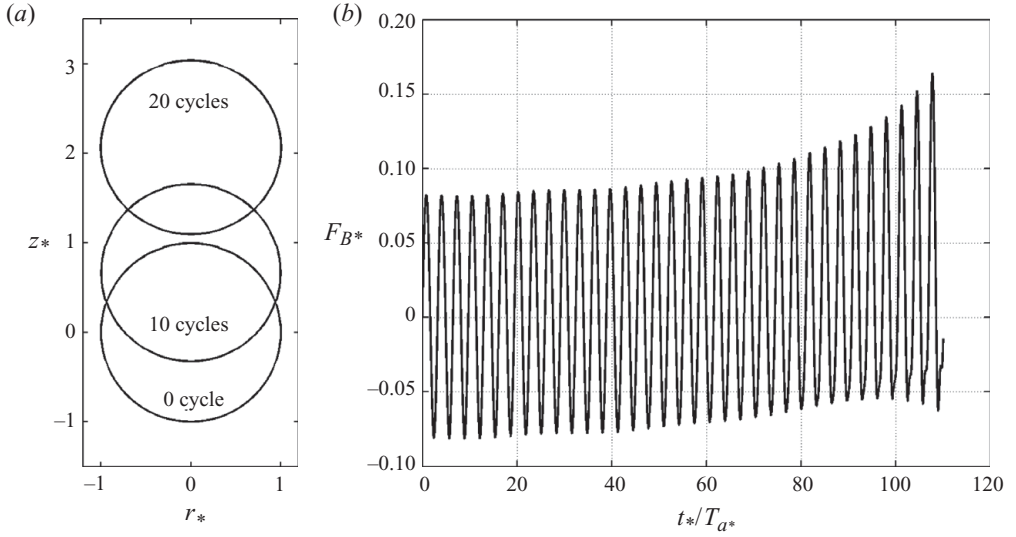 (a)
3
2
z*
1
0
–1
20 cycles
10 cycles
0 cycle
–1 0 1
r*
(b)
0.20
0.15
0.10
F_B*
0.05
0
–0.05
–0.10
0 20 40 60 80 100 120
t*/T_a*